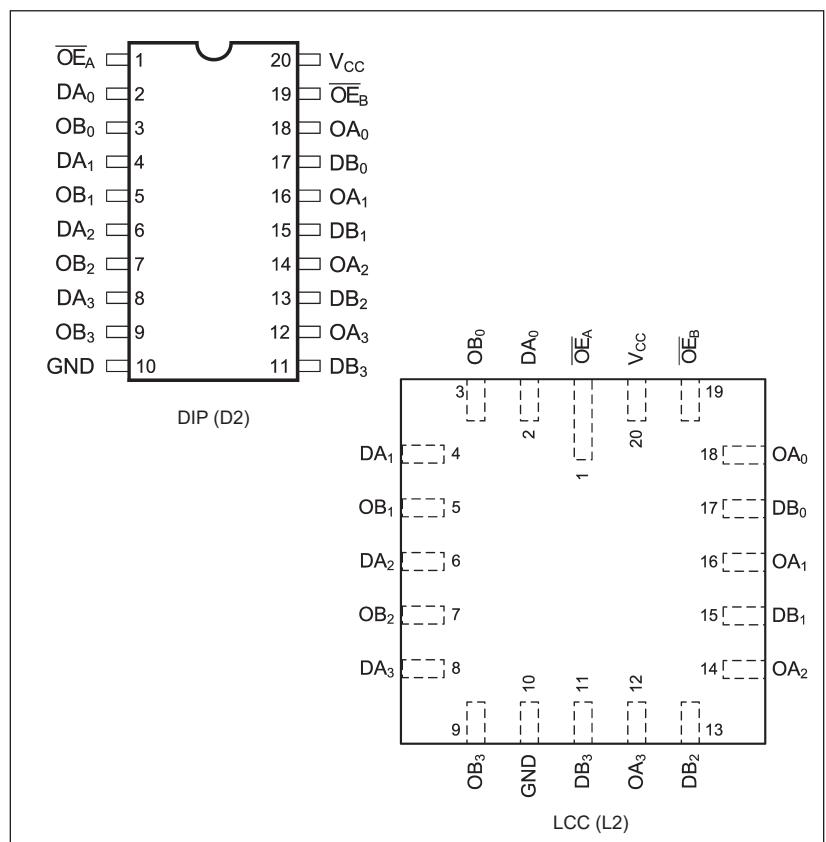 O̅E̅A 1 20 VCC
DA0 2 19 O̅E̅B
OB0 3 18 OA0
DA1 4 17 DB0
OB1 5 16 OA1
DA2 6 15 DB1
OB2 7 14 OA2
DA3 8 13 DB2
OB3 9 12 OA3
GND 10 11 DB3
DIP (D2)
OB0 DA0 O̅E̅A VCC O̅E̅B
3 2 1 20 19
DA1 4 18 OA0
OB1 5 17 DB0
DA2 6 16 OA1
OB2 7 15 DB1
DA3 8 14 OA2
9 10 11 12 13
OB3 GND DB3 OA3 DB2
LCC (L2)